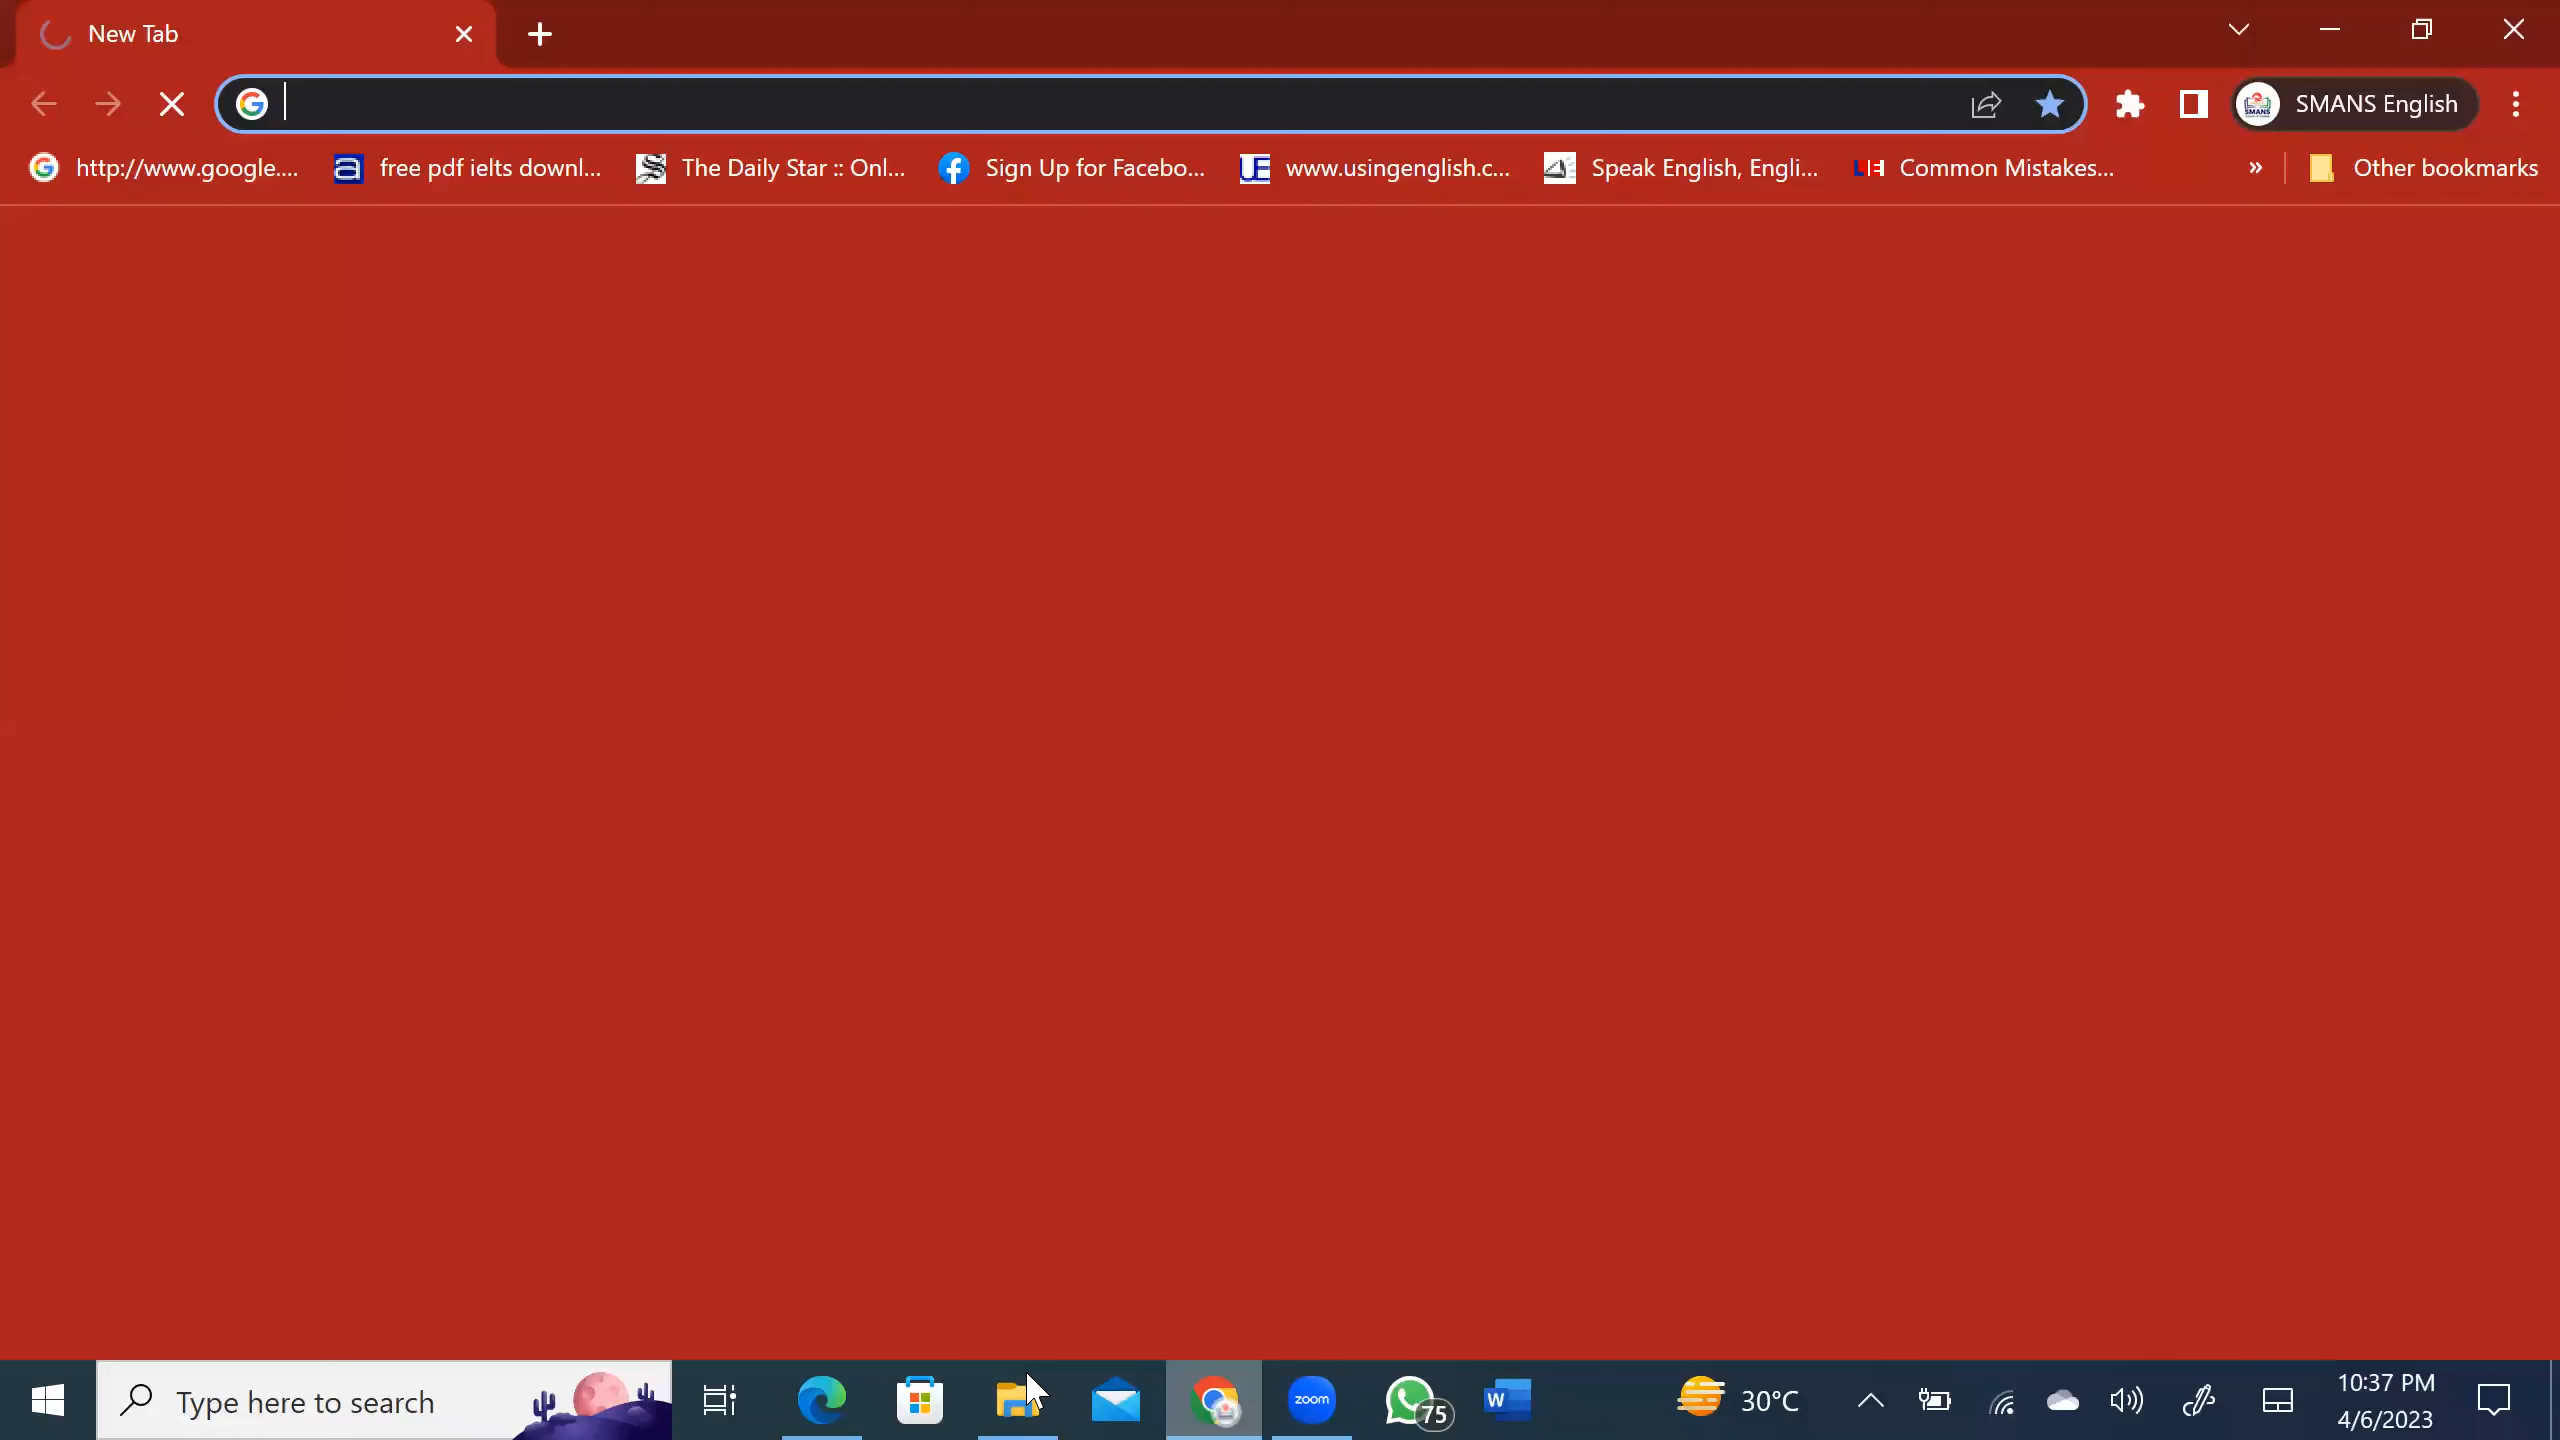 New Tab
SMANS English
http://www.google.... free pdf ielts downl... The Daily Star :: Onl... Sign Up for Facebo... www.usingenglish.c... Speak English, Engli... Common Mistakes... » Other bookmarks
Type here to search
zoom
75
W
30°C
10:37 PM
4/6/2023